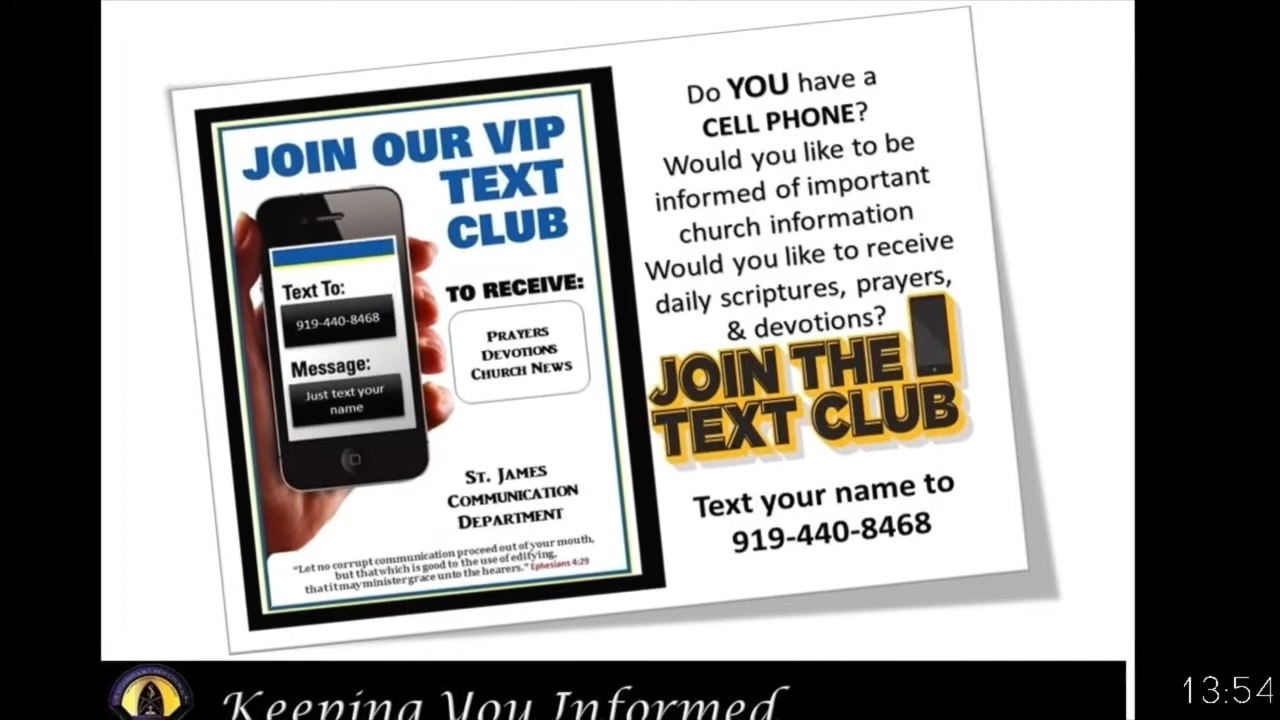 JOIN OUR VIP
TEXT
CLUB
Text To:
919-440-8468
Message:
Just text your
name
TO RECEIVE:
PRAYERS
DEVOTIONS
CHURCH NEWS
ST. JAMES
COMMUNICATION
DEPARTMENT
"Let no corrupt communication proceed out of your mouth,
but that which is good to the use of edifying,
that it may minister grace unto the hearers." Ephesians 4:29
Do YOU have a
CELL PHONE?
Would you like to be
informed of important
church information
Would you like to receive
daily scriptures, prayers,
& devotions?
JOIN THE
TEXT CLUB
Text your name to
919-440-8468
Keeping You Informed
13:54